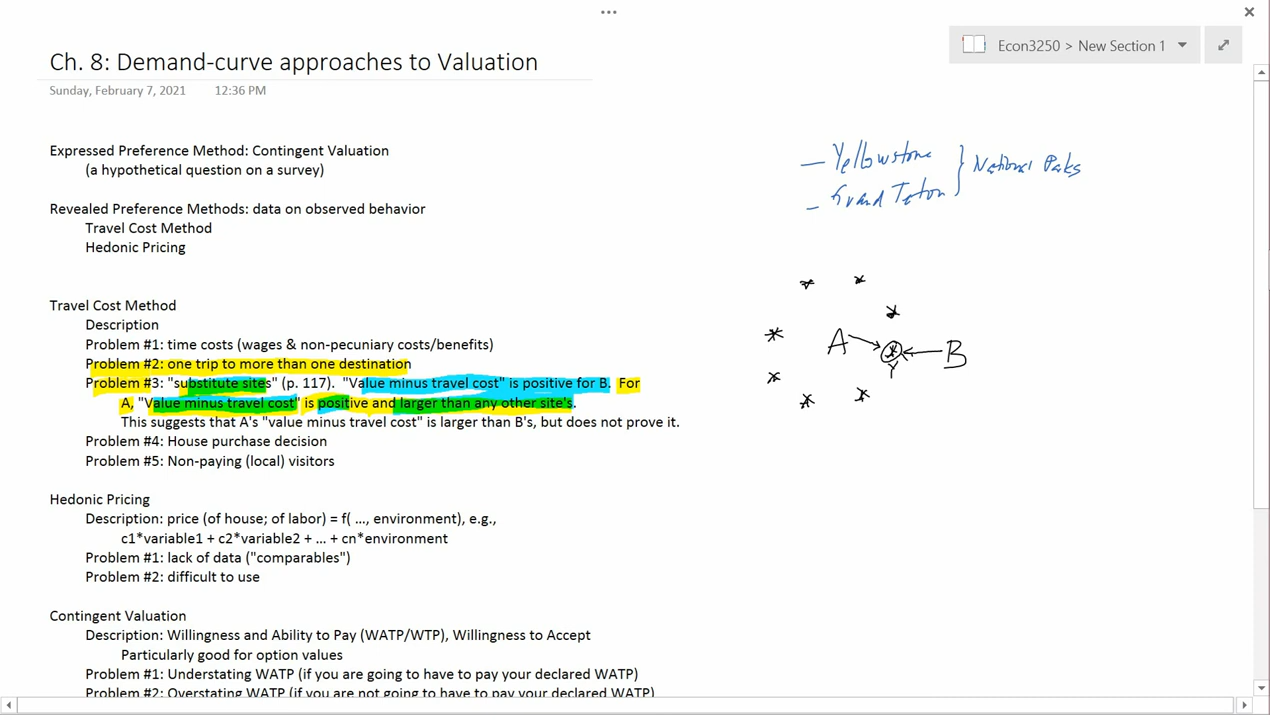 Econ3250 > New Section 1
Ch. 8: Demand-curve approaches to Valuation
Sunday, February 7, 2021 12:36 PM
Expressed Preference Method: Contingent Valuation
(a hypothetical question on a survey)
Revealed Preference Methods: data on observed behavior
Travel Cost Method
Hedonic Pricing
Travel Cost Method
Description
Problem #1: time costs (wages & non-pecuniary costs/benefits)
Problem #2: one trip to more than one destination
Problem #3: "substitute sites" (p. 117). "Value minus travel cost" is positive for B. For
A, "Value minus travel cost" is positive and larger than any other site's.
This suggests that A's "value minus travel cost" is larger than B's, but does not prove it.
Problem #4: House purchase decision
Problem #5: Non-paying (local) visitors
Hedonic Pricing
Description: price (of house; of labor) = f( ..., environment), e.g.,
c1*variable1 + c2*variable2 + ... + cn*environment
Problem #1: lack of data ("comparables")
Problem #2: difficult to use
Contingent Valuation
Description: Willingness and Ability to Pay (WATP/WTP), Willingness to Accept
Particularly good for option values
Problem #1: Understating WATP (if you are going to have to pay your declared WATP)
Problem #2: Overstating WATP (if you are not going to have to pay your declared WATP)
— Yellowstone
– Grand Teton
National Parks
A
B
Y